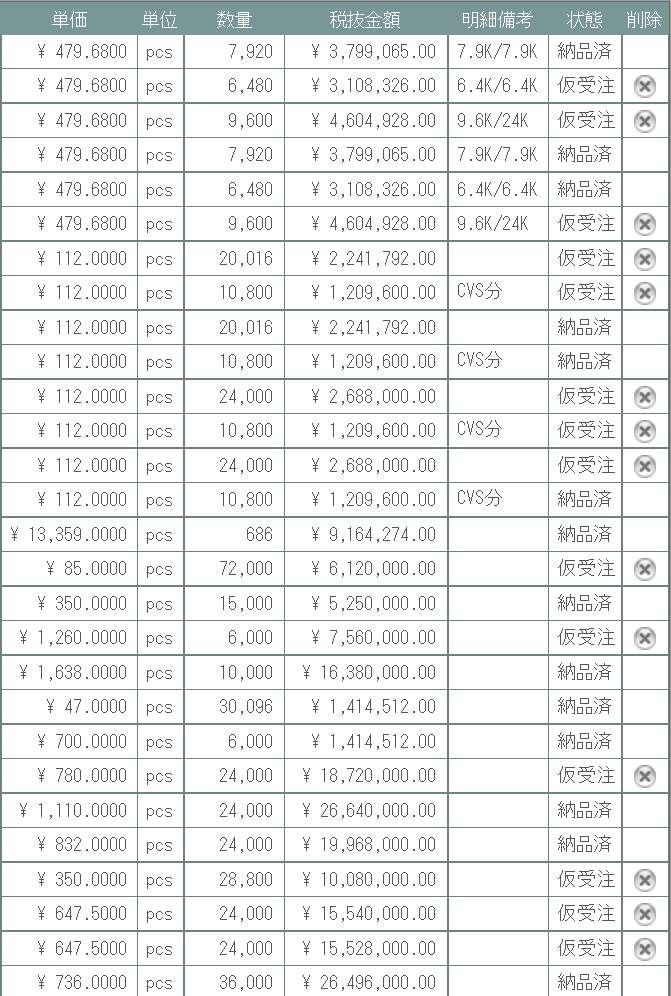 単価 単位 数量 税抜金額 明細備考 状態 削除
¥ 479.6800 pcs 7,920 ¥ 3,799,065.00 7.9K/7.9K 納品済
¥ 479.6800 pcs 6,480 ¥ 3,108,326.00 6.4K/6.4K 仮受注
¥ 479.6800 pcs 9,600 ¥ 4,604,928.00 9.6K/24K 仮受注
¥ 479.6800 pcs 7,920 ¥ 3,799,065.00 7.9K/7.9K 納品済
¥ 479.6800 pcs 6,480 ¥ 3,108,326.00 6.4K/6.4K 納品済
¥ 479.6800 pcs 9,600 ¥ 4,604,928.00 9.6K/24K 仮受注
¥ 112.0000 pcs 20,016 ¥ 2,241,792.00 仮受注
¥ 112.0000 pcs 10,800 ¥ 1,209,600.00 CVS分 仮受注
¥ 112.0000 pcs 20,016 ¥ 2,241,792.00 納品済
¥ 112.0000 pcs 10,800 ¥ 1,209,600.00 CVS分 納品済
¥ 112.0000 pcs 24,000 ¥ 2,688,000.00 仮受注
¥ 112.0000 pcs 10,800 ¥ 1,209,600.00 CVS分 仮受注
¥ 112.0000 pcs 24,000 ¥ 2,688,000.00 仮受注
¥ 112.0000 pcs 10,800 ¥ 1,209,600.00 CVS分 納品済
¥ 13,359.0000 pcs 686 ¥ 9,164,274.00 納品済
¥ 85.0000 pcs 72,000 ¥ 6,120,000.00 仮受注
¥ 350.0000 pcs 15,000 ¥ 5,250,000.00 納品済
¥ 1,260.0000 pcs 6,000 ¥ 7,560,000.00 仮受注
¥ 1,638.0000 pcs 10,000 ¥ 16,380,000.00 納品済
¥ 47.0000 pcs 30,096 ¥ 1,414,512.00 納品済
¥ 700.0000 pcs 6,000 ¥ 1,414,512.00 納品済
¥ 780.0000 pcs 24,000 ¥ 18,720,000.00 仮受注
¥ 1,110.0000 pcs 24,000 ¥ 26,640,000.00 納品済
¥ 832.0000 pcs 24,000 ¥ 19,968,000.00 納品済
¥ 350.0000 pcs 28,800 ¥ 10,080,000.00 仮受注
¥ 647.5000 pcs 24,000 ¥ 15,540,000.00 仮受注
¥ 647.5000 pcs 24,000 ¥ 15,528,000.00 仮受注
¥ 736.0000 pcs 36,000 ¥ 26,496,000.00 納品済